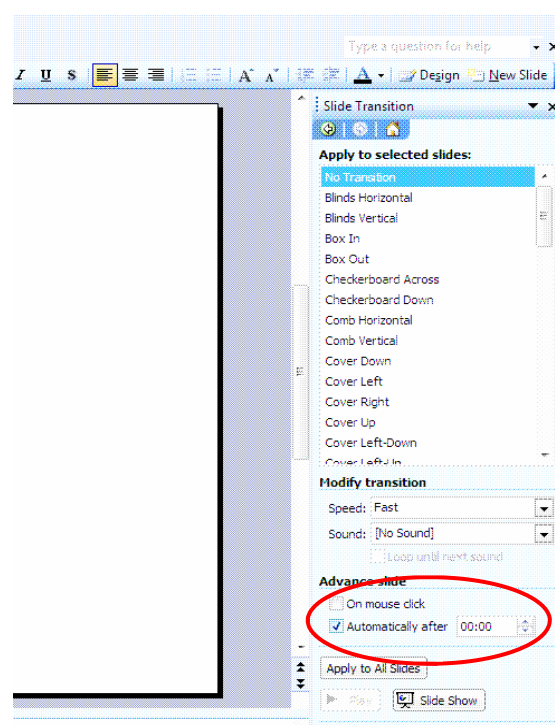 Type a question for help
I U S A A A Design New Slide
Slide Transition
Apply to selected slides:
No Transition
Blinds Horizontal
Blinds Vertical
Box In
Box Out
Checkerboard Across
Checkerboard Down
Comb Horizontal
Comb Vertical
Cover Down
Cover Left
Cover Right
Cover Up
Cover Left-Down
Cover Left-Up
Modify transition
Speed: Fast
Sound: [No Sound]
Loop until next sound
Advance slide
On mouse click
Automatically after 00:00
Apply to All Slides
Play Slide Show